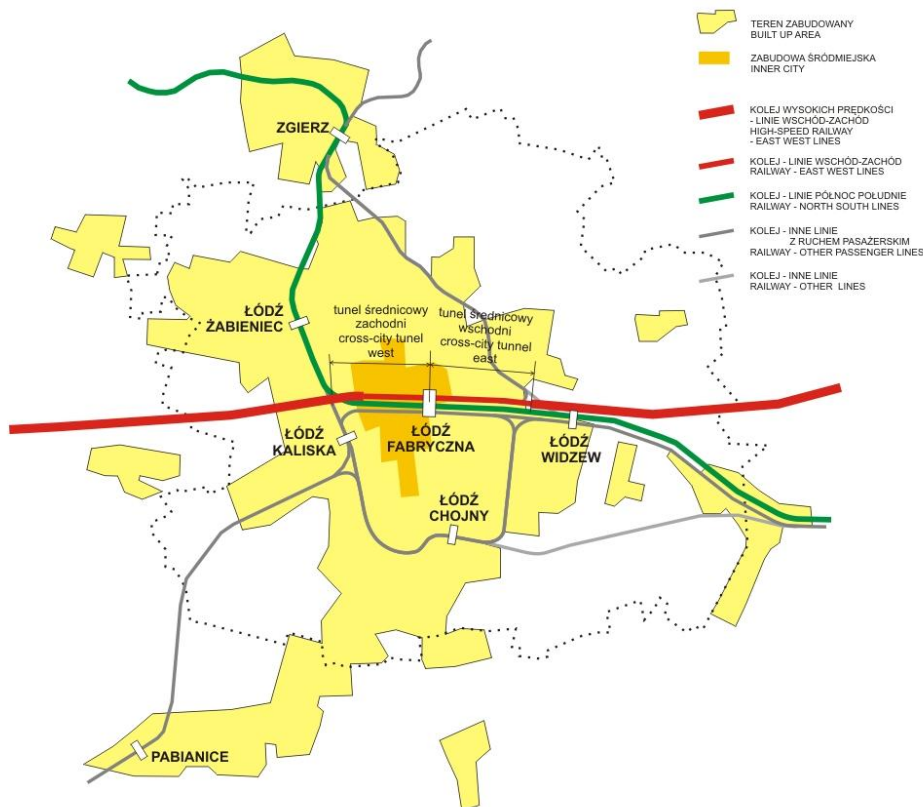 TEREN ZABUDOWANY
BUILT UP AREA
ZABUDOWA ŚRÓDMIEJSKA
INNER CITY
KOLEJ WYSOKICH PRĘDKOŚCI
- LINIE WSCHÓD-ZACHÓD
HIGH-SPEED RAILWAY
- EAST WEST LINES
KOLEJ - LINIE WSCHÓD-ZACHÓD
RAILWAY - EAST WEST LINES
KOLEJ - LINIE PÓŁNOC POŁUDNIE
RAILWAY - NORTH SOUTH LINES
KOLEJ - INNE LINIE
Z RUCHEM PASAŻERSKIM
RAILWAY - OTHER PASSENGER LINES
KOLEJ - INNE LINIE
RAILWAY - OTHER LINES
ZGIERZ
ŁÓDŹ
ŻABIENIEC
tunel średnicowy
zachodni
cross-city tunel
west
tunel średnicowy
wschodni
cross-city tunnel
east
ŁÓDŹ
KALISKA
ŁÓDŹ
FABRYCZNA
ŁÓDŹ
WIDZEW
ŁÓDŹ
CHOJNY
PABIANICE